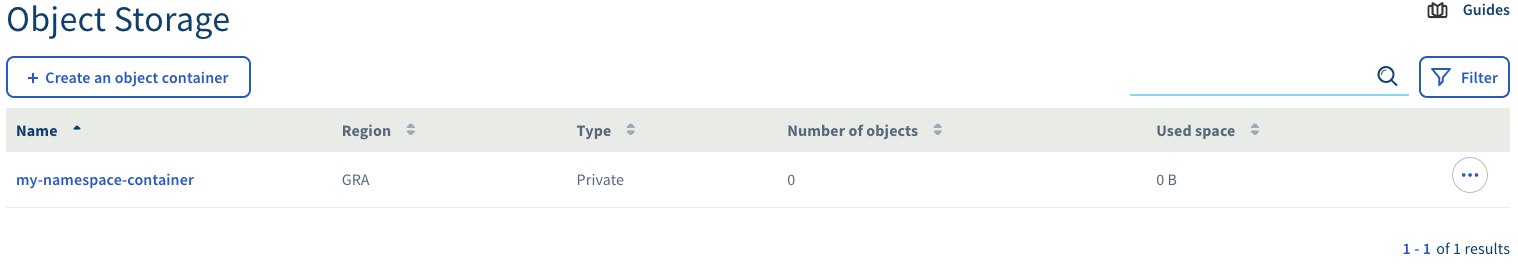 Object Storage
Guides
+ Create an object container
Filter
Name Region Type Number of objects Used space
my-namespace-container GRA Private 0 0 B
1 - 1 of 1 results